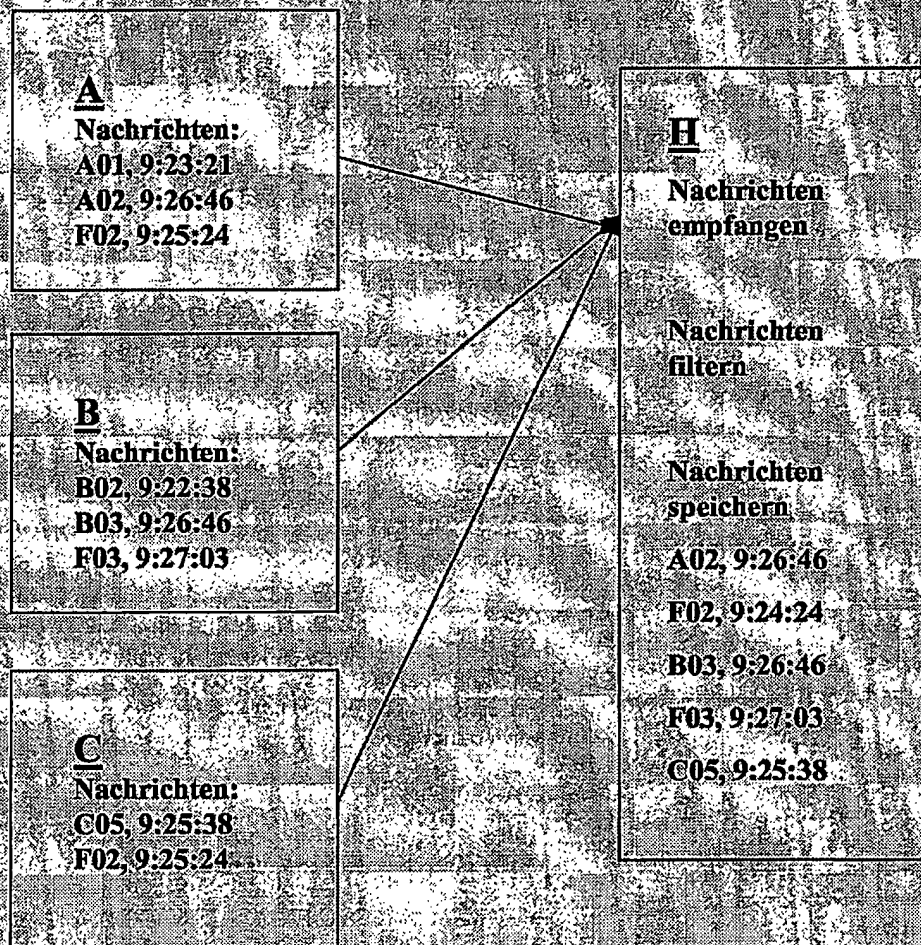 A
Nachrichten:
A01, 9:23:21
A02, 9:26:46
F02, 9:25:24
B
Nachrichten:
B02, 9:22:38
B03, 9:26:46
F03, 9:27:03
C
Nachrichten:
C05, 9:25:38
F02, 9:25:24
H
Nachrichten
empfangen
Nachrichten
filtern
Nachrichten
speichern
A02, 9:26:46
F02, 9:24:24
B03, 9:26:46
F03, 9:27:03
C05, 9:25:38